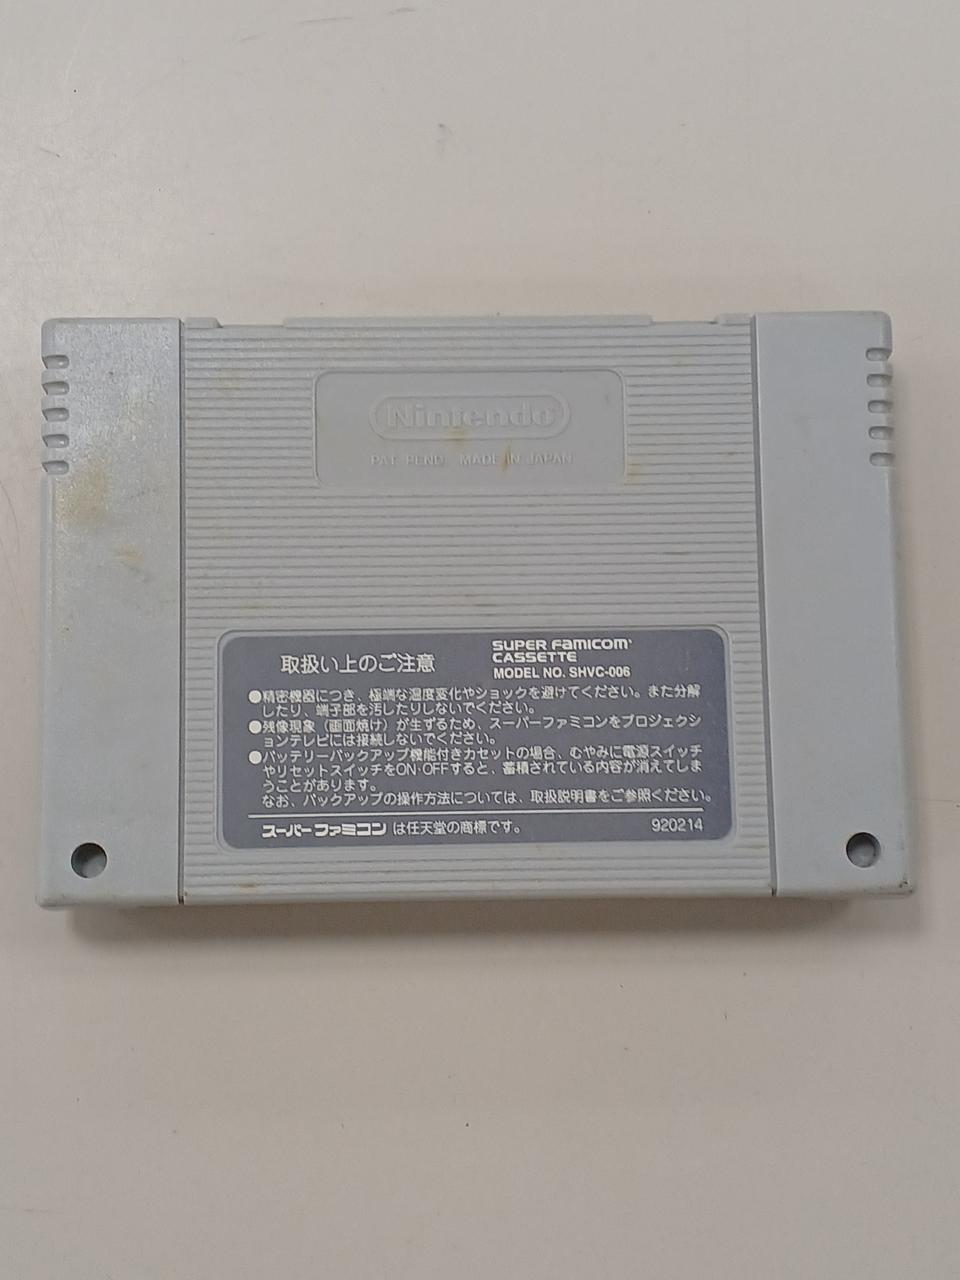 Nintendo
PAT. PEND. MADE IN JAPAN
取扱い上のご注意
SUPER FAMICOM
CASSETTE
MODEL NO. SHVC-006
●精密機器につき、極端な温度変化やショックを避けてください。また分解
したり、端子部を汚したりしないでください。
●残像現象（画面焼け）が生ずるため、スーパーファミコンをプロジェクシ
ョンテレビには接続しないでください。
●バッテリーバックアップ機能付きカセットの場合、むやみに電源スイッチ
やリセットスイッチをON・OFFすると、蓄積されている内容が消えてしま
うことがあります。
なお、バックアップの操作方法については、取扱説明書をご参照ください。
スーパーファミコン は任天堂の商標です。
920214